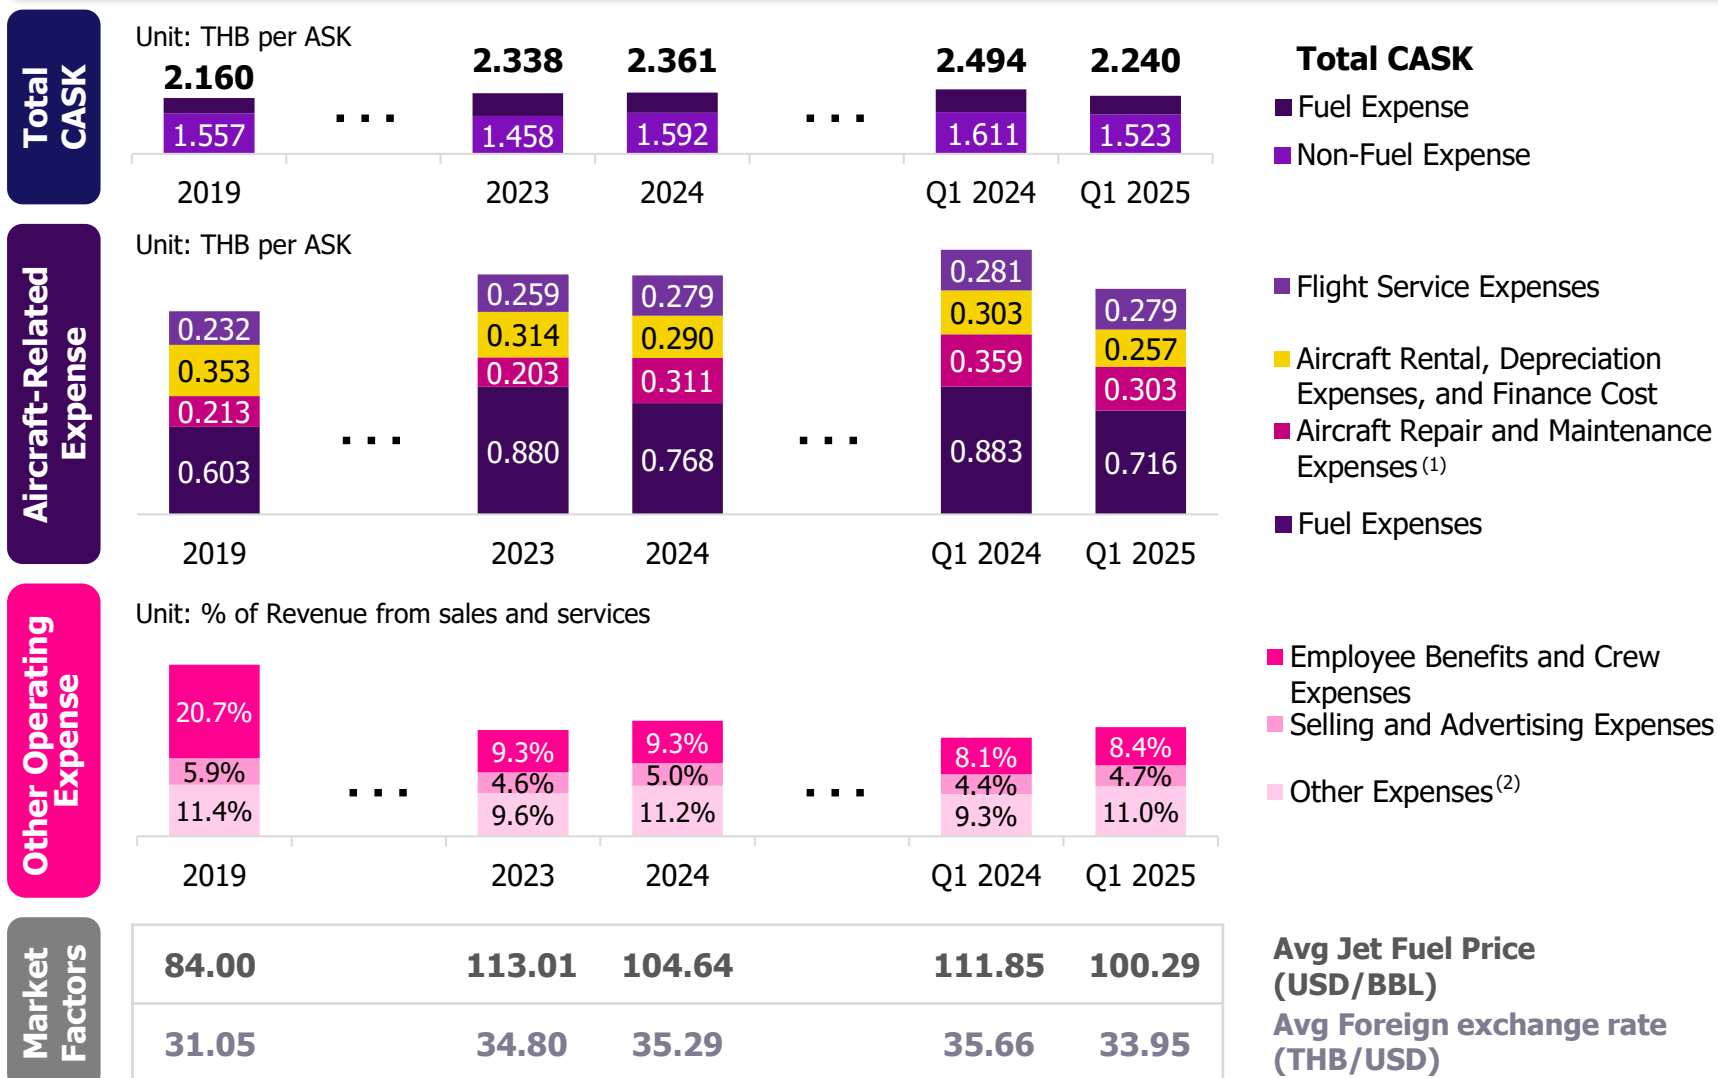 Total
CASK
Unit: THB per ASK
2.160
2.338
2.361
2.494
2.240
1.557
...
1.458
1.592
...
1.611
1.523
2019
2023
2024
Q1 2024
Q1 2025
Total CASK
Fuel Expense
Non-Fuel Expense
Aircraft-Related
Expense
Unit: THB per ASK
0.232
0.353
0.213
0.603
...
0.259
0.314
0.203
0.880
0.279
0.290
0.311
0.768
...
0.281
0.303
0.359
0.883
0.279
0.257
0.303
0.716
2019
2023
2024
Q1 2024
Q1 2025
Flight Service Expenses
Aircraft Rental, Depreciation
Expenses, and Finance Cost
Aircraft Repair and Maintenance
Expenses (1)
Fuel Expenses
Other Operating
Expense
Unit: % of Revenue from sales and services
20.7%
5.9%
11.4%
...
9.3%
4.6%
9.6%
9.3%
5.0%
11.2%
...
8.1%
4.4%
9.3%
8.4%
4.7%
11.0%
2019
2023
2024
Q1 2024
Q1 2025
Employee Benefits and Crew
Expenses
Selling and Advertising Expenses
Other Expenses (2)
Market
Factors
84.00 113.01 104.64 111.85 100.29
Avg Jet Fuel Price
(USD/BBL)
31.05 34.80 35.29 35.66 33.95
Avg Foreign exchange rate
(THB/USD)